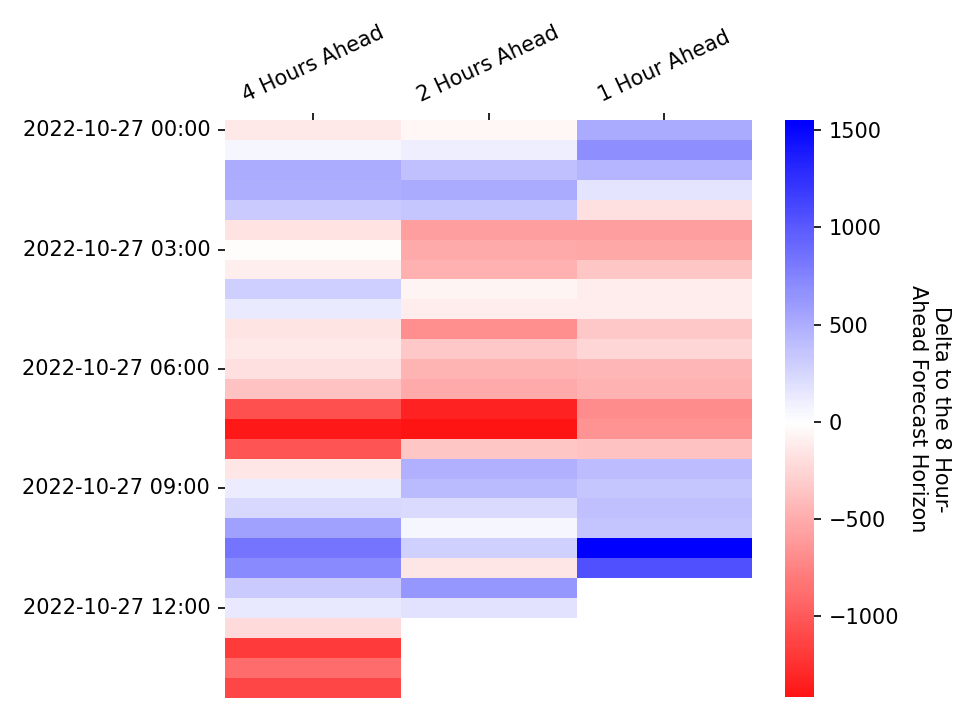 4 Hours Ahead
2 Hours Ahead
1 Hour Ahead
2022-10-27 00:00
2022-10-27 03:00
2022-10-27 06:00
2022-10-27 09:00
2022-10-27 12:00
1500
1000
500
0
−500
−1000
Delta to the 8 Hour-
Ahead Forecast Horizon